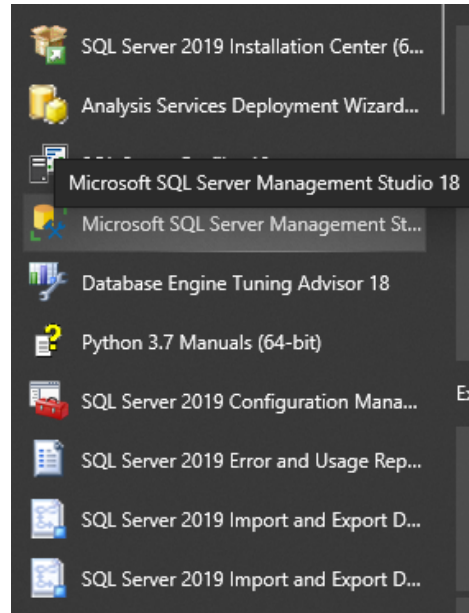 SQL Server 2019 Installation Center (6...
Analysis Services Deployment Wizard...
Microsoft SQL Server Management Studio 18
Microsoft SQL Server Management St...
Database Engine Tuning Advisor 18
Python 3.7 Manuals (64-bit)
SQL Server 2019 Configuration Mana...
Ex
SQL Server 2019 Error and Usage Rep...
SQL Server 2019 Import and Export D...
SQL Server 2019 Import and Export D...